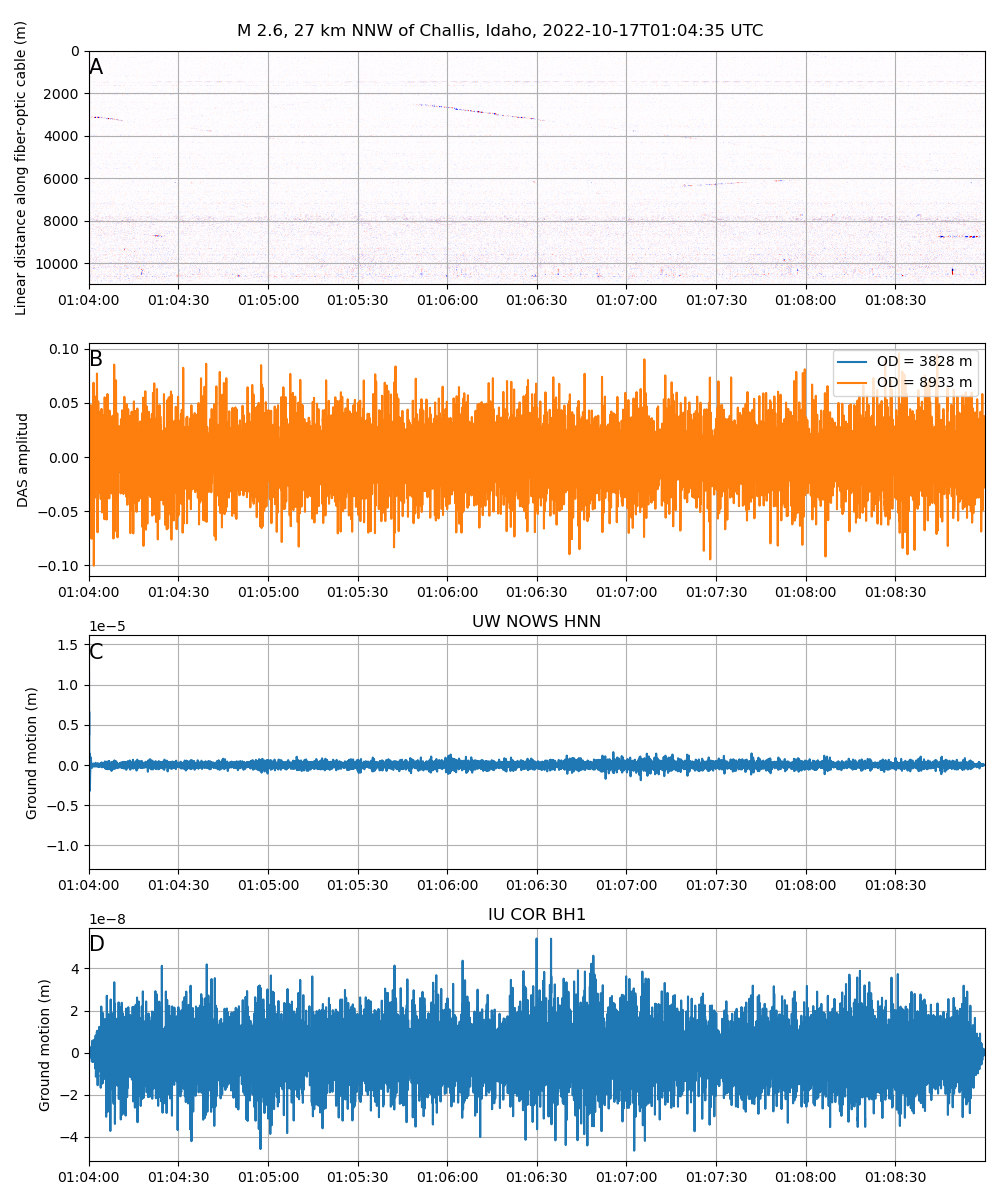 M 2.6, 27 km NNW of Challis, Idaho, 2022-10-17T01:04:35 UTC
A
Linear distance along fiber-optic cable (m)
0
2000
4000
6000
8000
10000
01:04:00 01:04:30 01:05:00 01:05:30 01:06:00 01:06:30 01:07:00 01:07:30 01:08:00 01:08:30
B
DAS amplitud
0.10
0.05
0.00
−0.05
−0.10
OD = 3828 m
OD = 8933 m
01:04:00 01:04:30 01:05:00 01:05:30 01:06:00 01:06:30 01:07:00 01:07:30 01:08:00 01:08:30
UW NOWS HNN
1e−5
C
Ground motion (m)
1.5
1.0
0.5
0.0
−0.5
−1.0
01:04:00 01:04:30 01:05:00 01:05:30 01:06:00 01:06:30 01:07:00 01:07:30 01:08:00 01:08:30
IU COR BH1
1e−8
D
Ground motion (m)
4
2
0
−2
−4
01:04:00 01:04:30 01:05:00 01:05:30 01:06:00 01:06:30 01:07:00 01:07:30 01:08:00 01:08:30